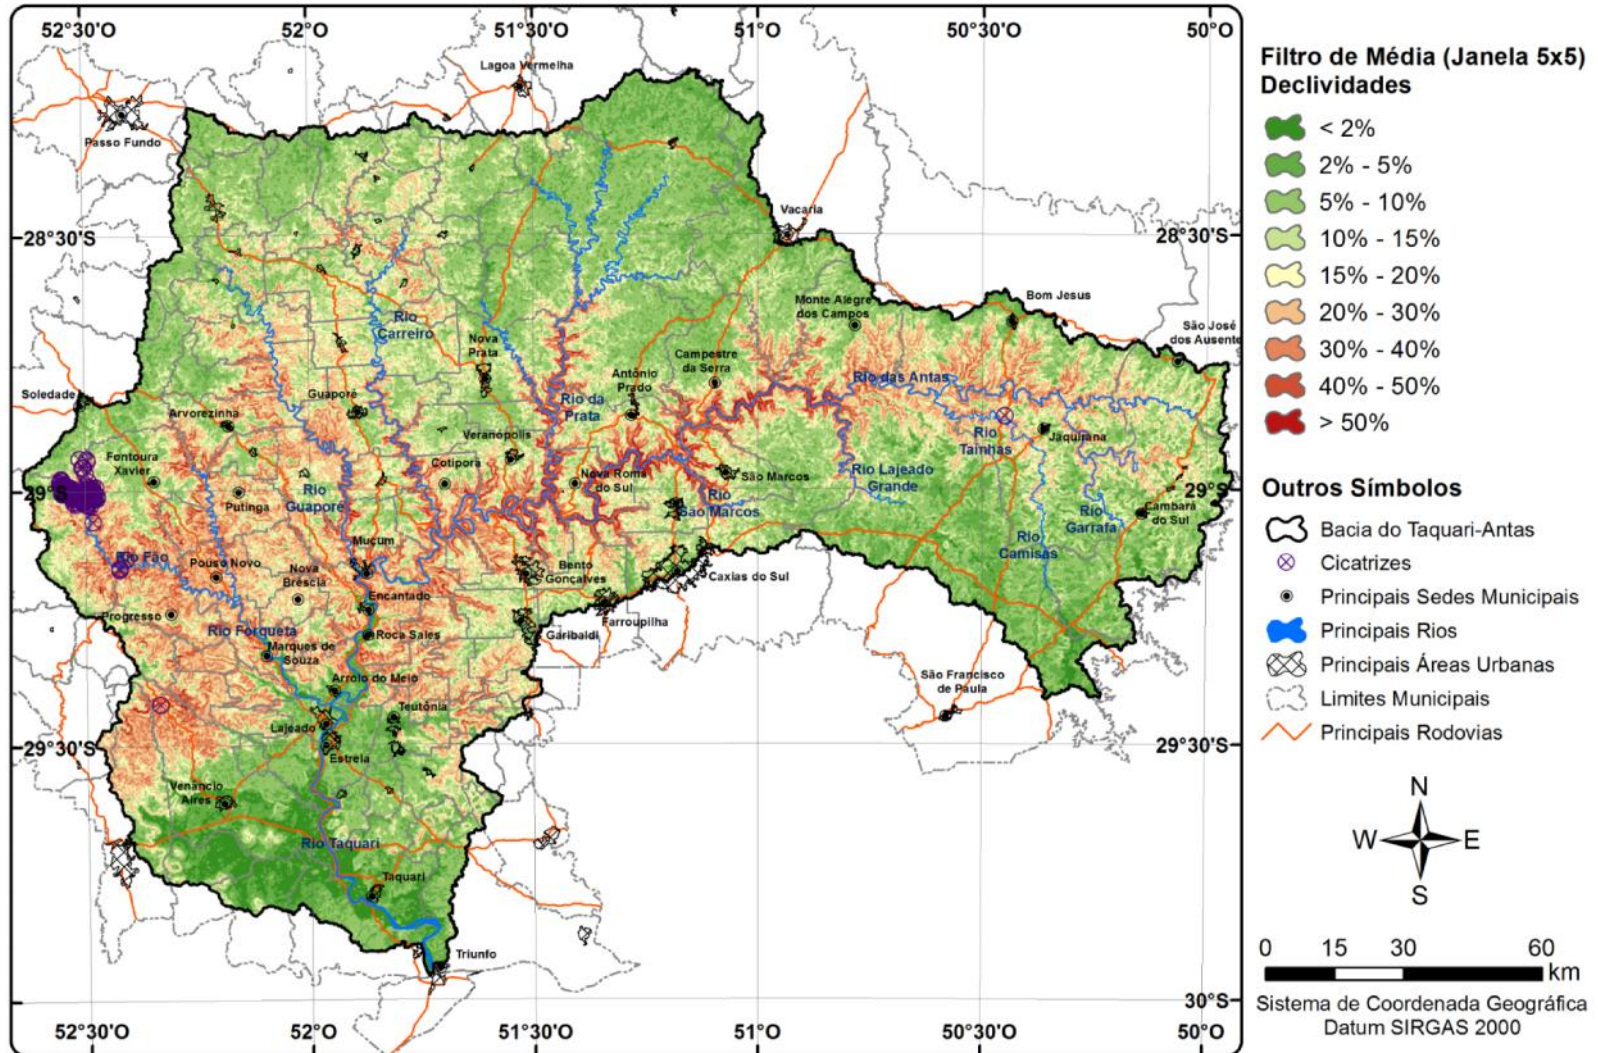 52°30'O
52°O
51°30'O
51°O
50°30'O
50°O
Lagoa Vermelha
Passo Fundo
Vacaria
28°30'S
28°30'S
Monte Alegre
dos Campos
Bom Jesus
São José
dos Ausente
Rio
Carreiro
Nova
Prata
Campestre
da Serra
Antônio
Prado
Rio das Antas
Soledade
Guaporé
Arvorezinha
Rio da
Prata
Veranópolis
Rio
Tainhas
Jaquirana
Fontoura
Xavier
Cotiporã
Nova Roma
do Sul
São Marcos
Rio Lajeado
Grande
29°S
29°S
Putinga
Rio
Guaporé
Rio
São Marcos
Rio
Garrafa
Cambará
do Sul
Rio
Camisas
Muçum
Rio Fão
Pouso Novo
Nova
Bréscia
Bento
Gonçalves
Caxias do Sul
Encantado
Progresso
Farroupilha
Rio Forqueta
Roca Sales
Garibaldi
Marques de
Souza
Arroio do Meio
São Francisco
de Paula
Teutônia
Lajeado
29°30'S
29°30'S
Estrela
Venâncio
Aires
Rio Taquari
Taquari
Triunfo
30°S
52°30'O
52°O
51°30'O
51°O
50°30'O
50°O
Filtro de Média (Janela 5x5)
Declividades
< 2%
2% - 5%
5% - 10%
10% - 15%
15% - 20%
20% - 30%
30% - 40%
40% - 50%
> 50%
Outros Símbolos
Bacia do Taquari-Antas
Cicatrizes
Principais Sedes Municipais
Principais Rios
Principais Áreas Urbanas
Limites Municipais
Principais Rodovias
N
W E
S
0 15 30 60
km
Sistema de Coordenada Geográfica
Datum SIRGAS 2000